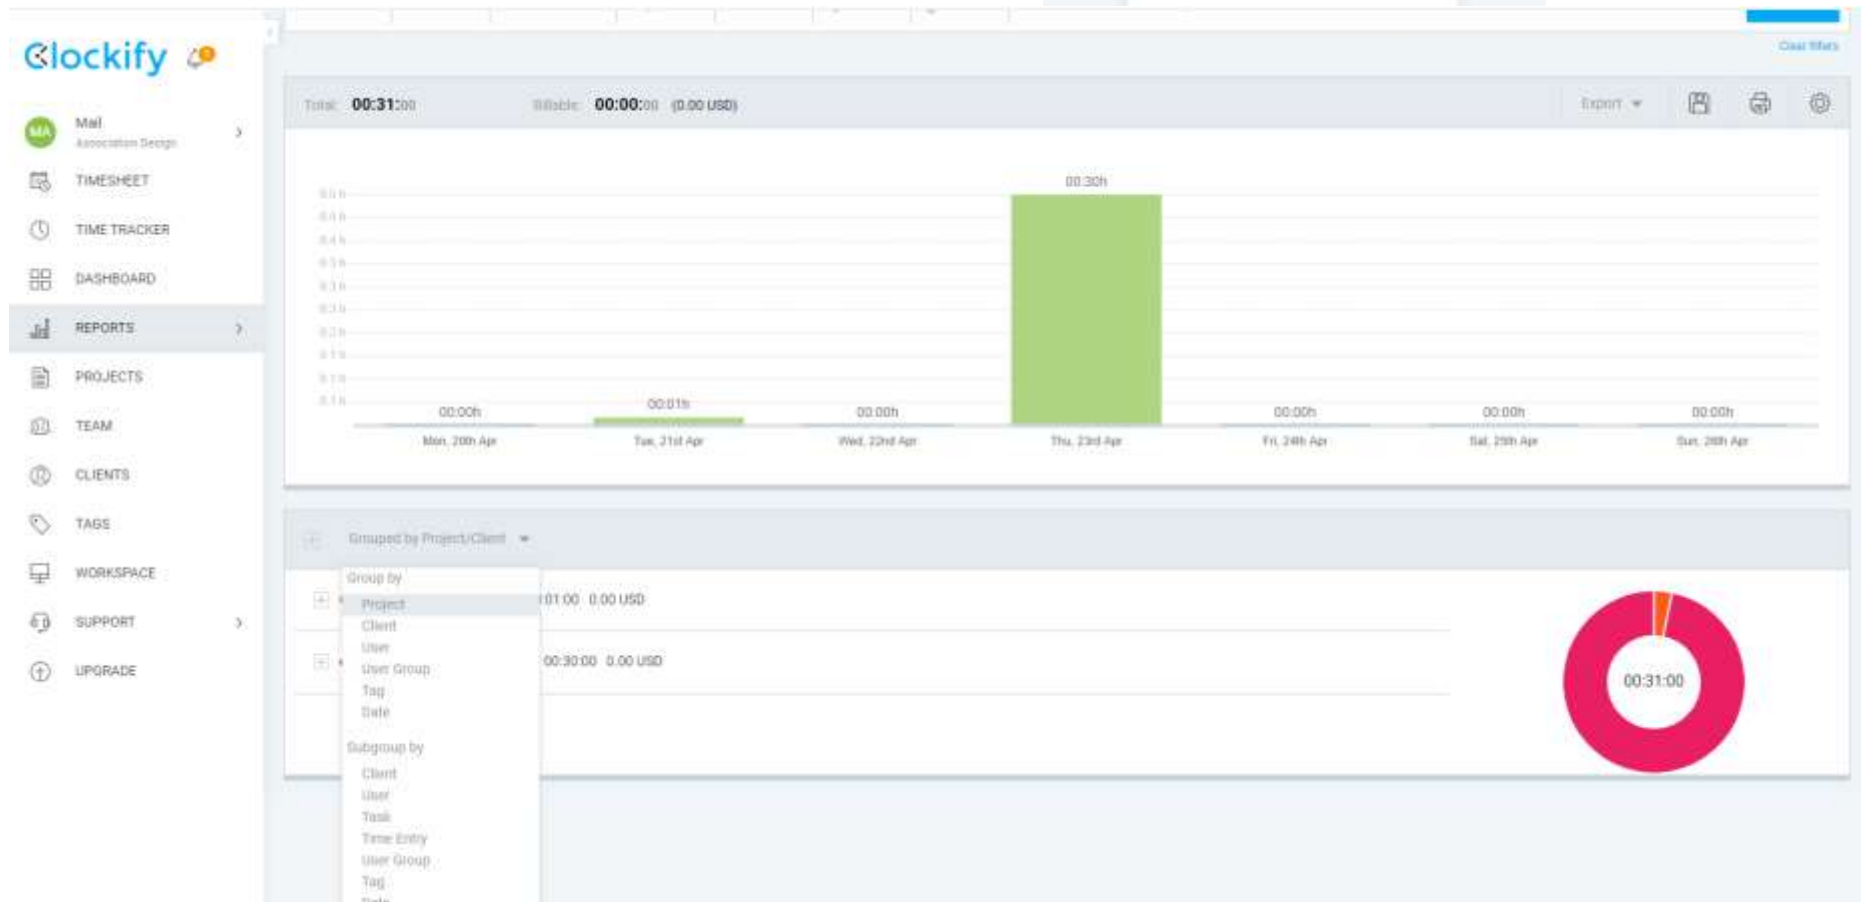 Clockify
Clear filters
Total: 00:31:00
Billable: 00:00:00 (0.00 USD)
Export
MA
Mail
Association Design
TIMESHEET
TIME TRACKER
DASHBOARD
REPORTS
PROJECTS
TEAM
CLIENTS
TAGS
WORKSPACE
SUPPORT
UPGRADE
00:00h
00:01h
00:00h
00:30h
00:00h
00:00h
00:00h
Mon, 20th Apr
Tue, 21st Apr
Wed, 22nd Apr
Thu, 23rd Apr
Fri, 24th Apr
Sat, 25th Apr
Sun, 26th Apr
Grouped by Project/Client
Group by
Project
Client
User
User Group
Tag
Date
Subgroup by
Client
User
Task
Time Entry
User Group
Tag
Date
01:00 0.00 USD
00:30:00 0.00 USD
00:31:00